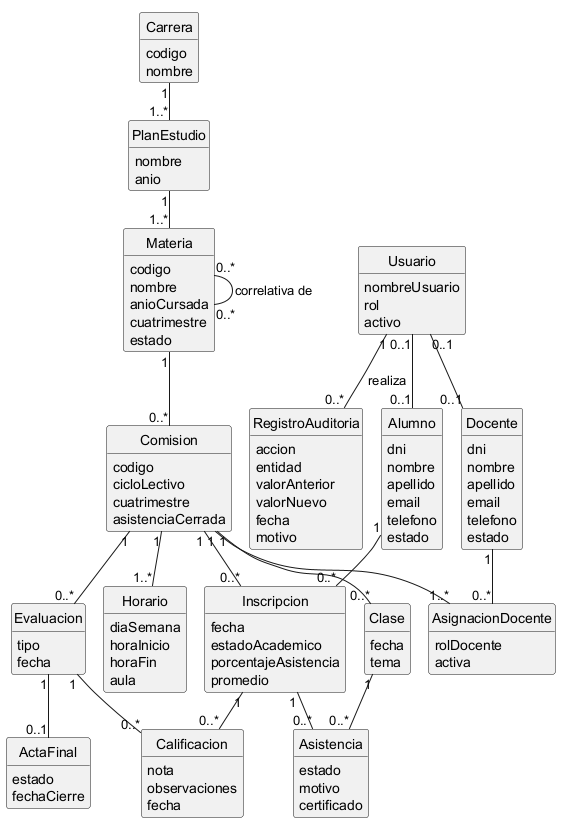 Carrera
codigo
nombre
1
1..*
PlanEstudio
nombre
anio
1
1..*
Materia
codigo
nombre
anioCursada
cuatrimestre
estado
0..*
correlativa de
0..*
Usuario
nombreUsuario
rol
activo
1
0..1
0..1
1
0..*
realiza
0..*
0..1
0..1
Comision
codigo
cicloLectivo
cuatrimestre
asistenciaCerrada
RegistroAuditoria
accion
entidad
valorAnterior
valorNuevo
fecha
motivo
Alumno
dni
nombre
apellido
email
telefono
estado
Docente
dni
nombre
apellido
email
telefono
estado
1
1
1
1
1
1
1
0..*
1..*
0..*
0..*
0..*
1..*
0..*
Evaluacion
tipo
fecha
Horario
diaSemana
horaInicio
horaFin
aula
Inscripcion
fecha
estadoAcademico
porcentajeAsistencia
promedio
Clase
fecha
tema
AsignacionDocente
rolDocente
activa
1
1
1
1
1
0..1
0..*
0..*
0..*
0..*
ActaFinal
estado
fechaCierre
Calificacion
nota
observaciones
fecha
Asistencia
estado
motivo
certificado